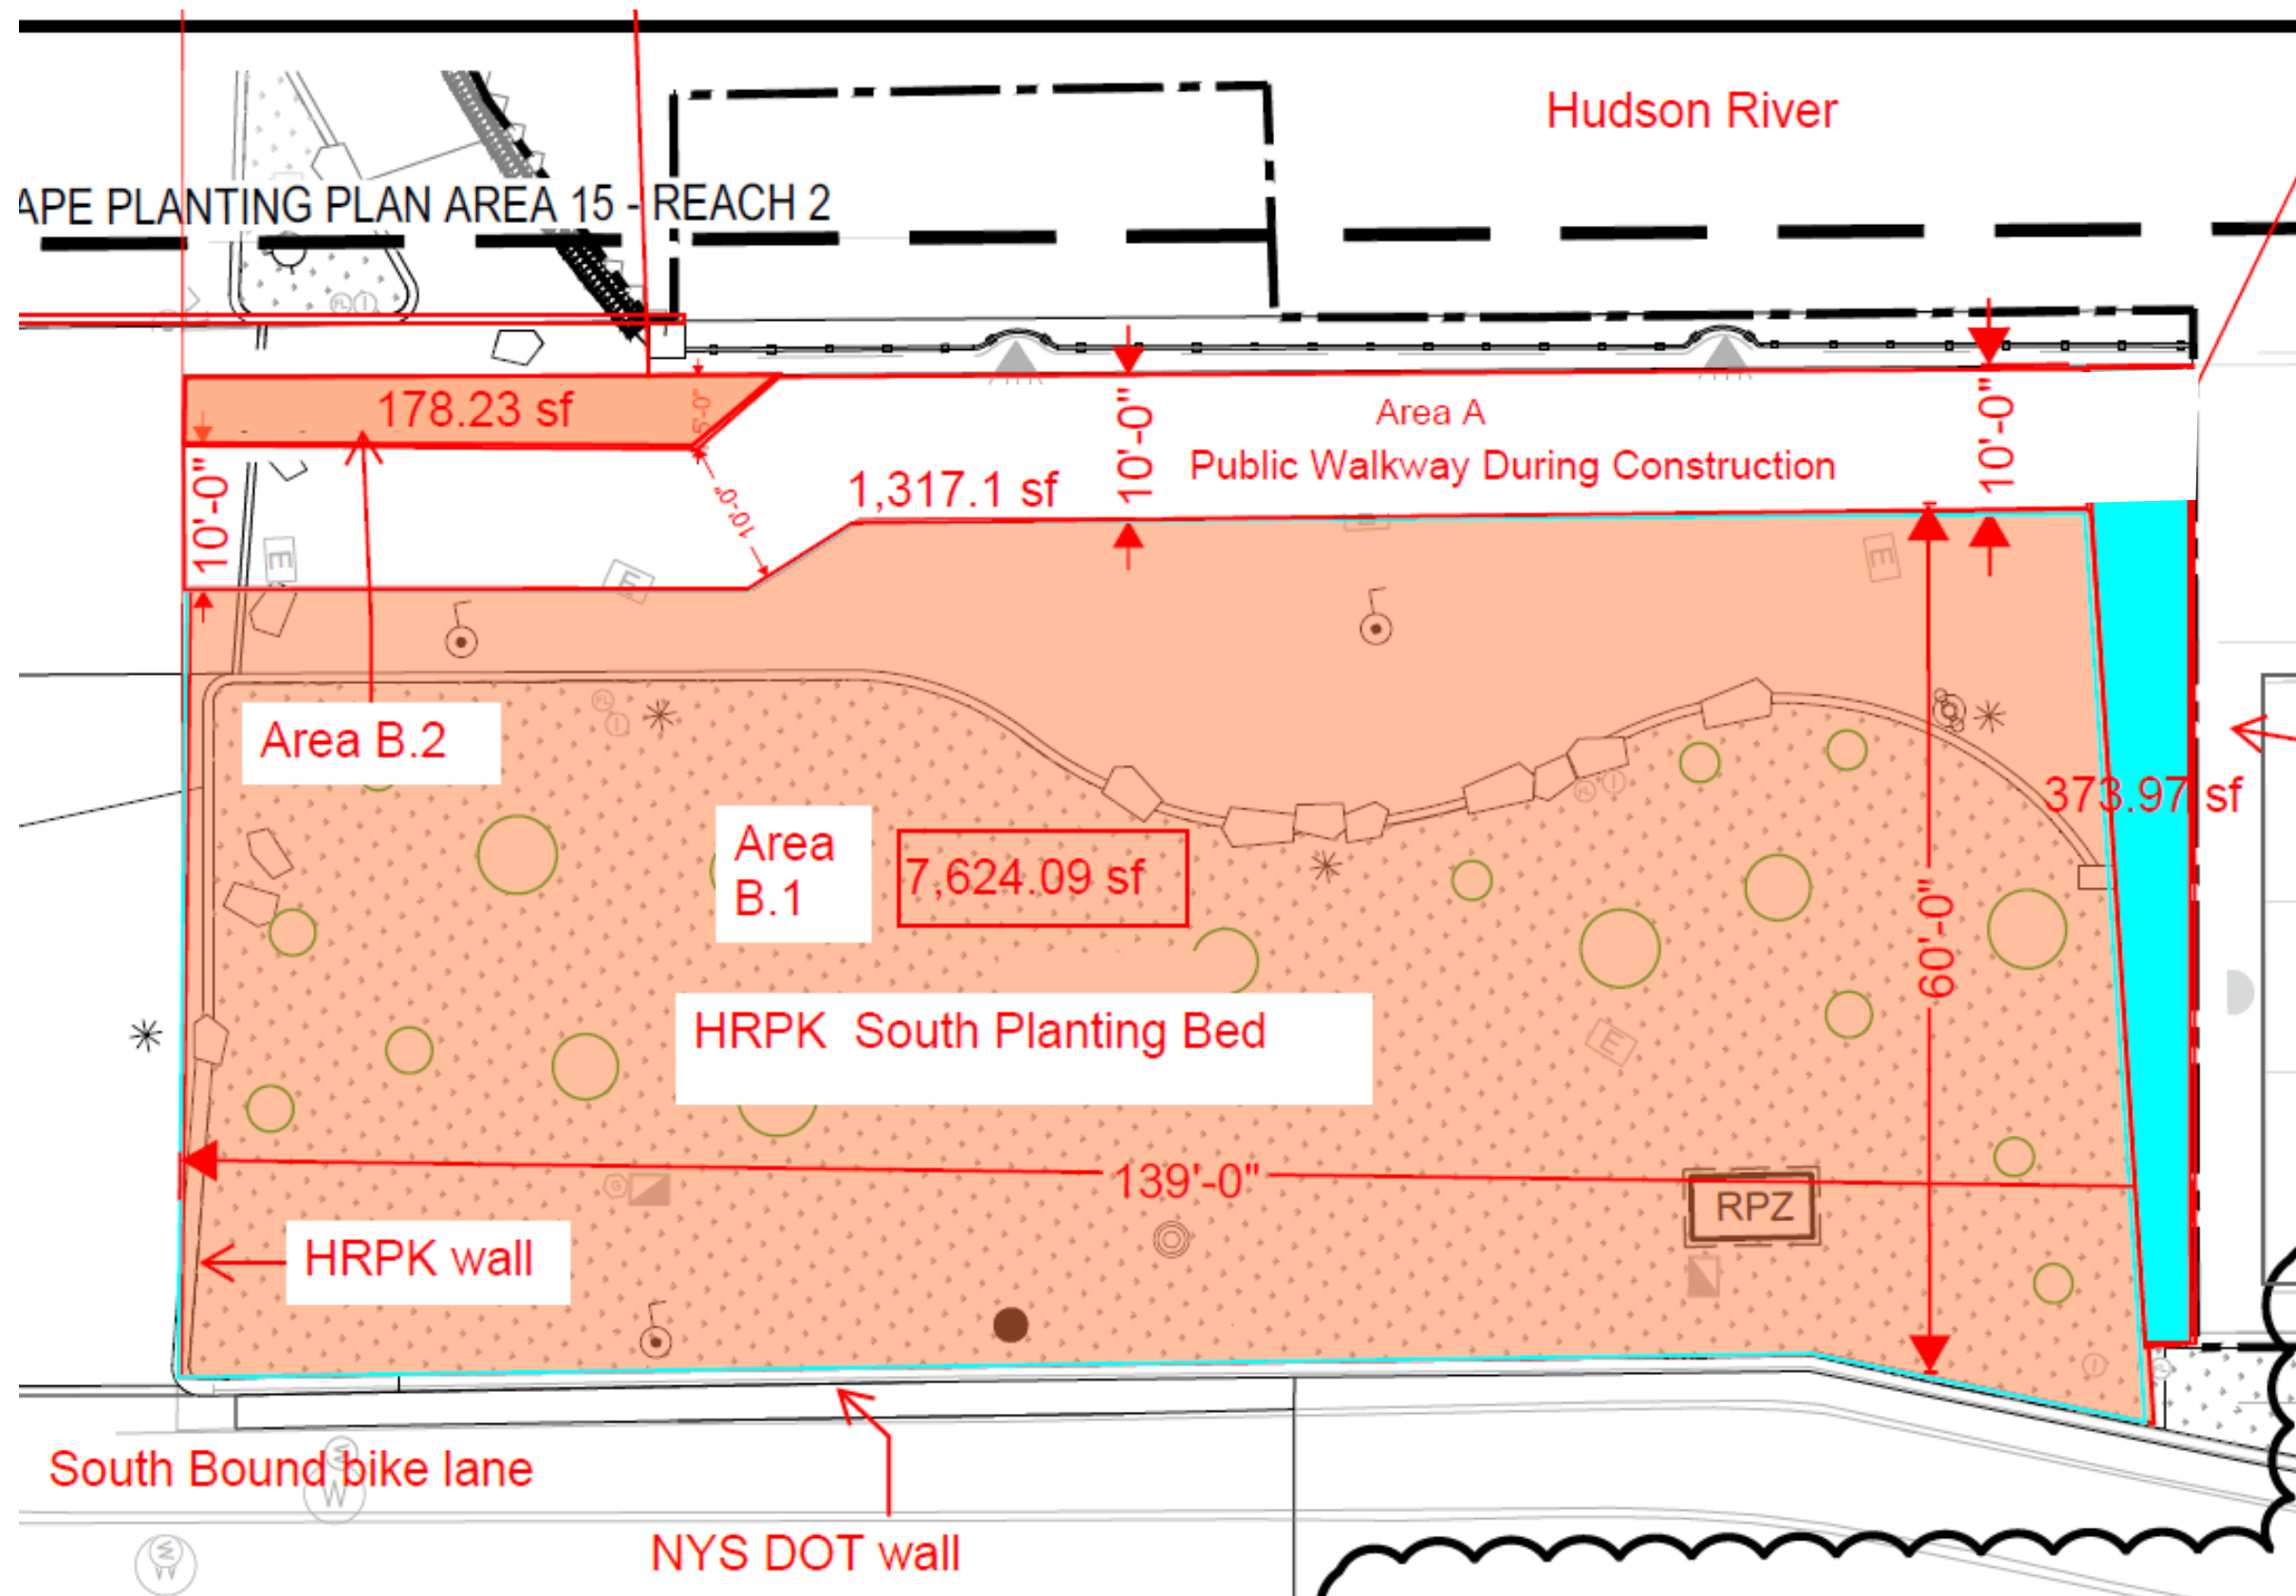 Hudson River
APE PLANTING PLAN AREA 15 - REACH 2
FL I
178.23 sf
5'-0"
10'-0"
10'-0"
Area A
10'-0"
Public Walkway During Construction
1,317.1 sf
10'-0"
E
E
E
FL
I
Area B.2
FL I
373.97 sf
Area
B.1
7,624.09 sf
60'-0"
HRPK South Planting Bed
E
139'-0"
G
RPZ
HRPK wall
I
South Bound bike lane
W
W
NYS DOT wall
W
W